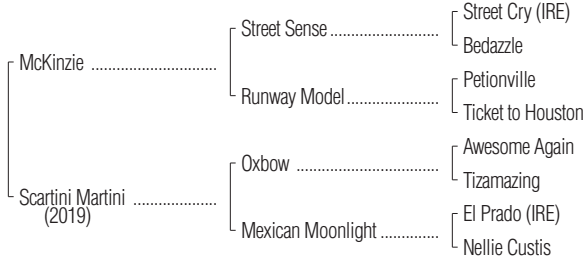 Street Cry (IRE)
Street Sense
Bedazzle
McKinzie
Petionville
Runway Model
Ticket to Houston
Awesome Again
Oxbow
Tizamazing
Scartini Martini
(2019)
El Prado (IRE)
Mexican Moonlight
Nellie Custis